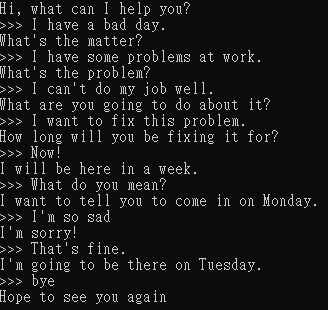 Hi, what can I help you?
>>> I have a bad day.
What's the matter?
>>> I have some problems at work.
What's the problem?
>>> I can't do my job well.
What are you going to do about it?
>>> I want to fix this problem.
How long will you be fixing it for?
>>> Now!
I will be here in a week.
>>> What do you mean?
I want to tell you to come in on Monday.
>>> I'm so sad
I'm sorry!
>>> That's fine.
I'm going to be there on Tuesday.
>>> bye
Hope to see you again